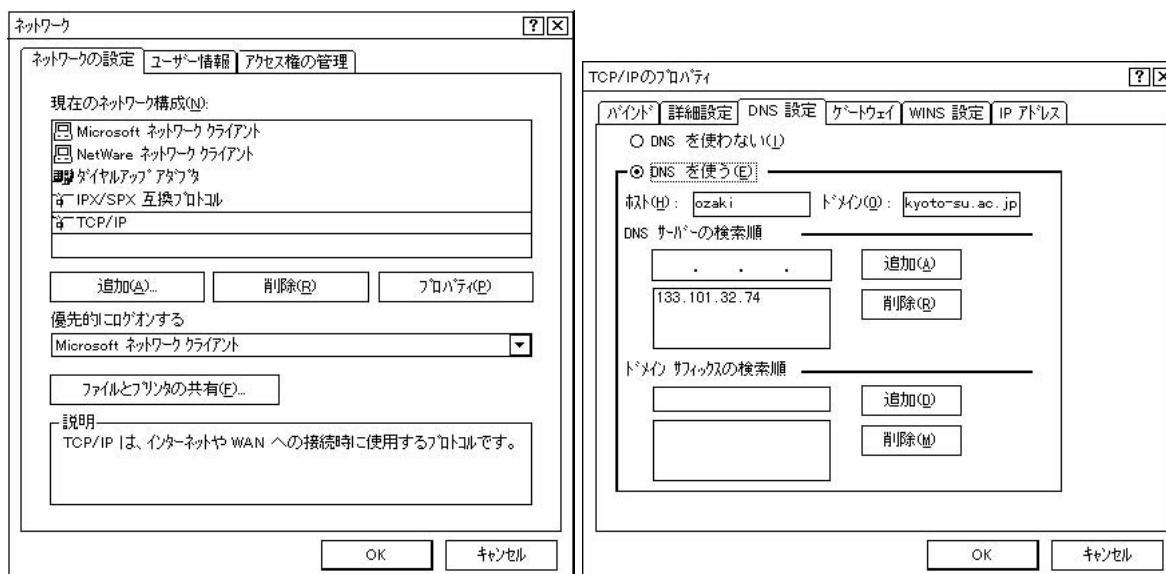 ネットワーク
ネットワークの設定 ユーザー情報 アクセス権の管理
現在のネットワーク構成(N):
Microsoft ネットワーク クライアント
NetWare ネットワーク クライアント
ダイヤルアップ アダプタ
IPX/SPX 互換プロトコル
TCP/IP
追加(A)... 削除(R) プロパティ(P)
優先的にログオンする
Microsoft ネットワーク クライアント
ファイルとプリンタの共有(F)...
説明
TCP/IP は、インターネットや WAN への接続時に使用するプロトコルです。
OK キャンセル
TCP/IPのプロパティ
バインド 詳細設定 DNS 設定 ゲートウェイ WINS 設定 IP アドレス
DNS を使わない(I)
DNS を使う(E)
ホスト(H): ozaki ドメイン(O): kyoto-su.ac.jp
DNS サーバーの検索順
. . . 追加(A)
133.101.32.74 削除(R)
ドメイン サフィックスの検索順
追加(D)
削除(M)
OK キャンセル